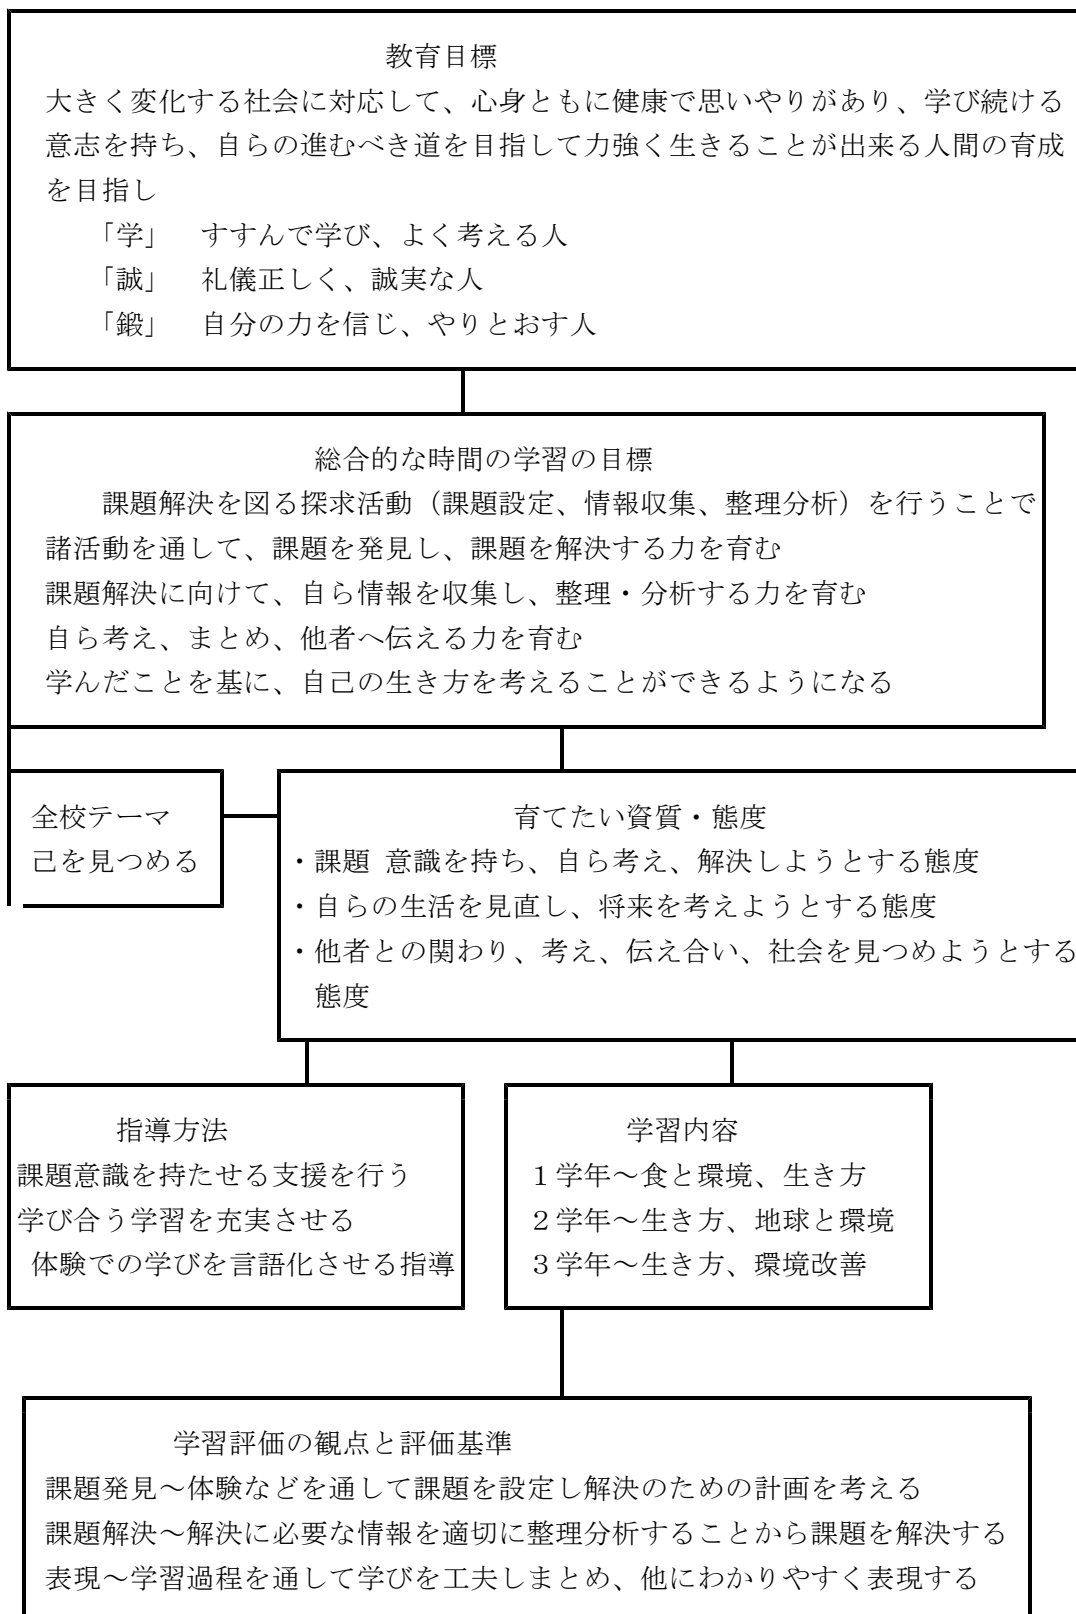 教育目標
大きく変化する社会に対応して、心身ともに健康で思いやりがあり、学び続ける
意志を持ち、自らの進むべき道を目指して力強く生きることが出来る人間の育成
を目指し
「学」　すすんで学び、よく考える人
「誠」　礼儀正しく、誠実な人
「鍛」　自分の力を信じ、やりとおす人
総合的な時間の学習の目標
課題解決を図る探求活動（課題設定、情報収集、整理分析）を行うことで
諸活動を通して、課題を発見し、課題を解決する力を育む
課題解決に向けて、自ら情報を収集し、整理・分析する力を育む
自ら考え、まとめ、他者へ伝える力を育む
学んだことを基に、自己の生き方を考えることができるようになる
全校テーマ
己を見つめる
育てたい資質・態度
・課題 意識を持ち、自ら考え、解決しようとする態度
・自らの生活を見直し、将来を考えようとする態度
・他者との関わり、考え、伝え合い、社会を見つめようとする
態度
指導方法
課題意識を持たせる支援を行う
学び合う学習を充実させる
体験での学びを言語化させる指導
学習内容
１学年～食と環境、生き方
２学年～生き方、地球と環境
３学年～生き方、環境改善
学習評価の観点と評価基準
課題発見～体験などを通して課題を設定し解決のための計画を考える
課題解決～解決に必要な情報を適切に整理分析することから課題を解決する
表現～学習過程を通して学びを工夫しまとめ、他にわかりやすく表現する